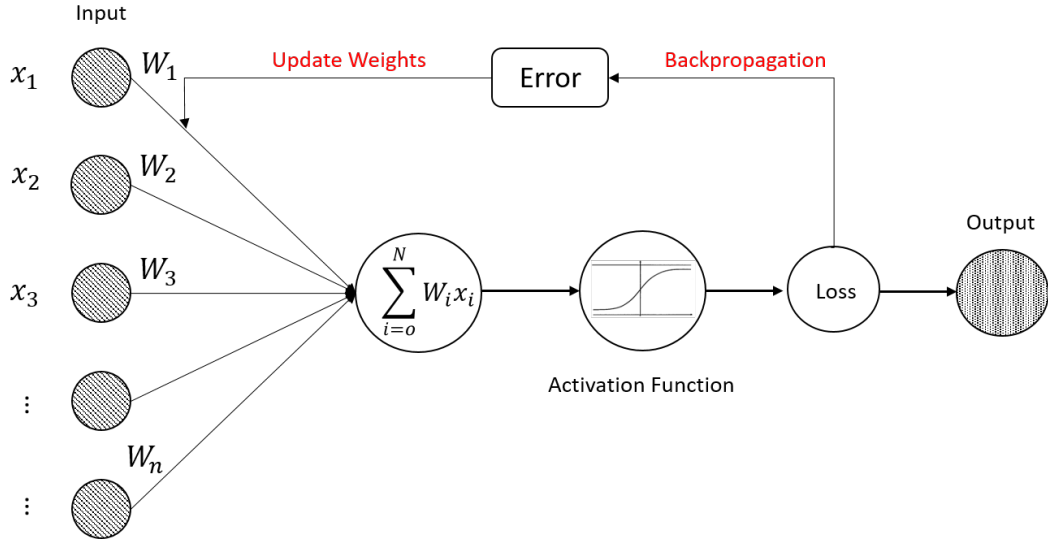 Input
x₁
W₁
Update Weights
Error
Backpropagation
x₂
W₂
x₃
W₃
⋮
Wₙ
⋮
N
∑ Wᵢxᵢ
i=o
Activation Function
Loss
Output